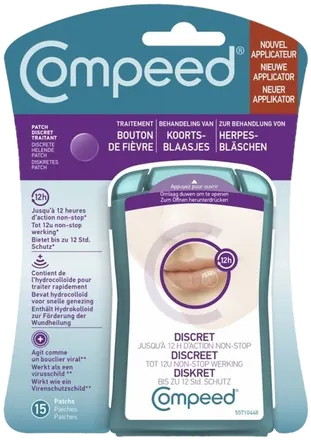 Compeed®
NOUVEL
APPLICATEUR
NIEUWE
APPLICATOR
NEUER
APPLIKATOR
PATCH
DISCRET
TRAITANT
DISCRETE
HELENDE
PATCH
DISKRETES
PATCH
TRAITEMENT
BOUTON
DE FIÈVRE
BEHANDELING VAN
KOORTS-
BLAASJES
ZUR BEHANDLUNG VON
HERPES-
BLÄSCHEN
12h
Jusqu'à 12 heures
d'action non-stop*
Tot 12u non-stop
werking*
Bietet bis zu 12 Std.
Schutz*
Contient de
l'hydrocolloïde pour
traiter rapidement
Bevat hydrocolloid
voor snelle genezing
Enthält Hydrokolloid
zur Förderung der
Wundheilung
Agit comme
un bouclier viral**
Werkt als een
virusschild**
Wirkt wie ein
Virenschutzschild**
15
Patchs
Patches
Patches
Appuyez pour ouvrir
Omlaag duwen om te openen
Zum Öffnen herunterdrücken
12h
DISCRET
JUSQU'À 12 H D'ACTION NON-STOP
DISCREET
TOT 12U NON-STOP WERKING
DISKRET
BIS ZU 12 STD. SCHUTZ
Compeed®